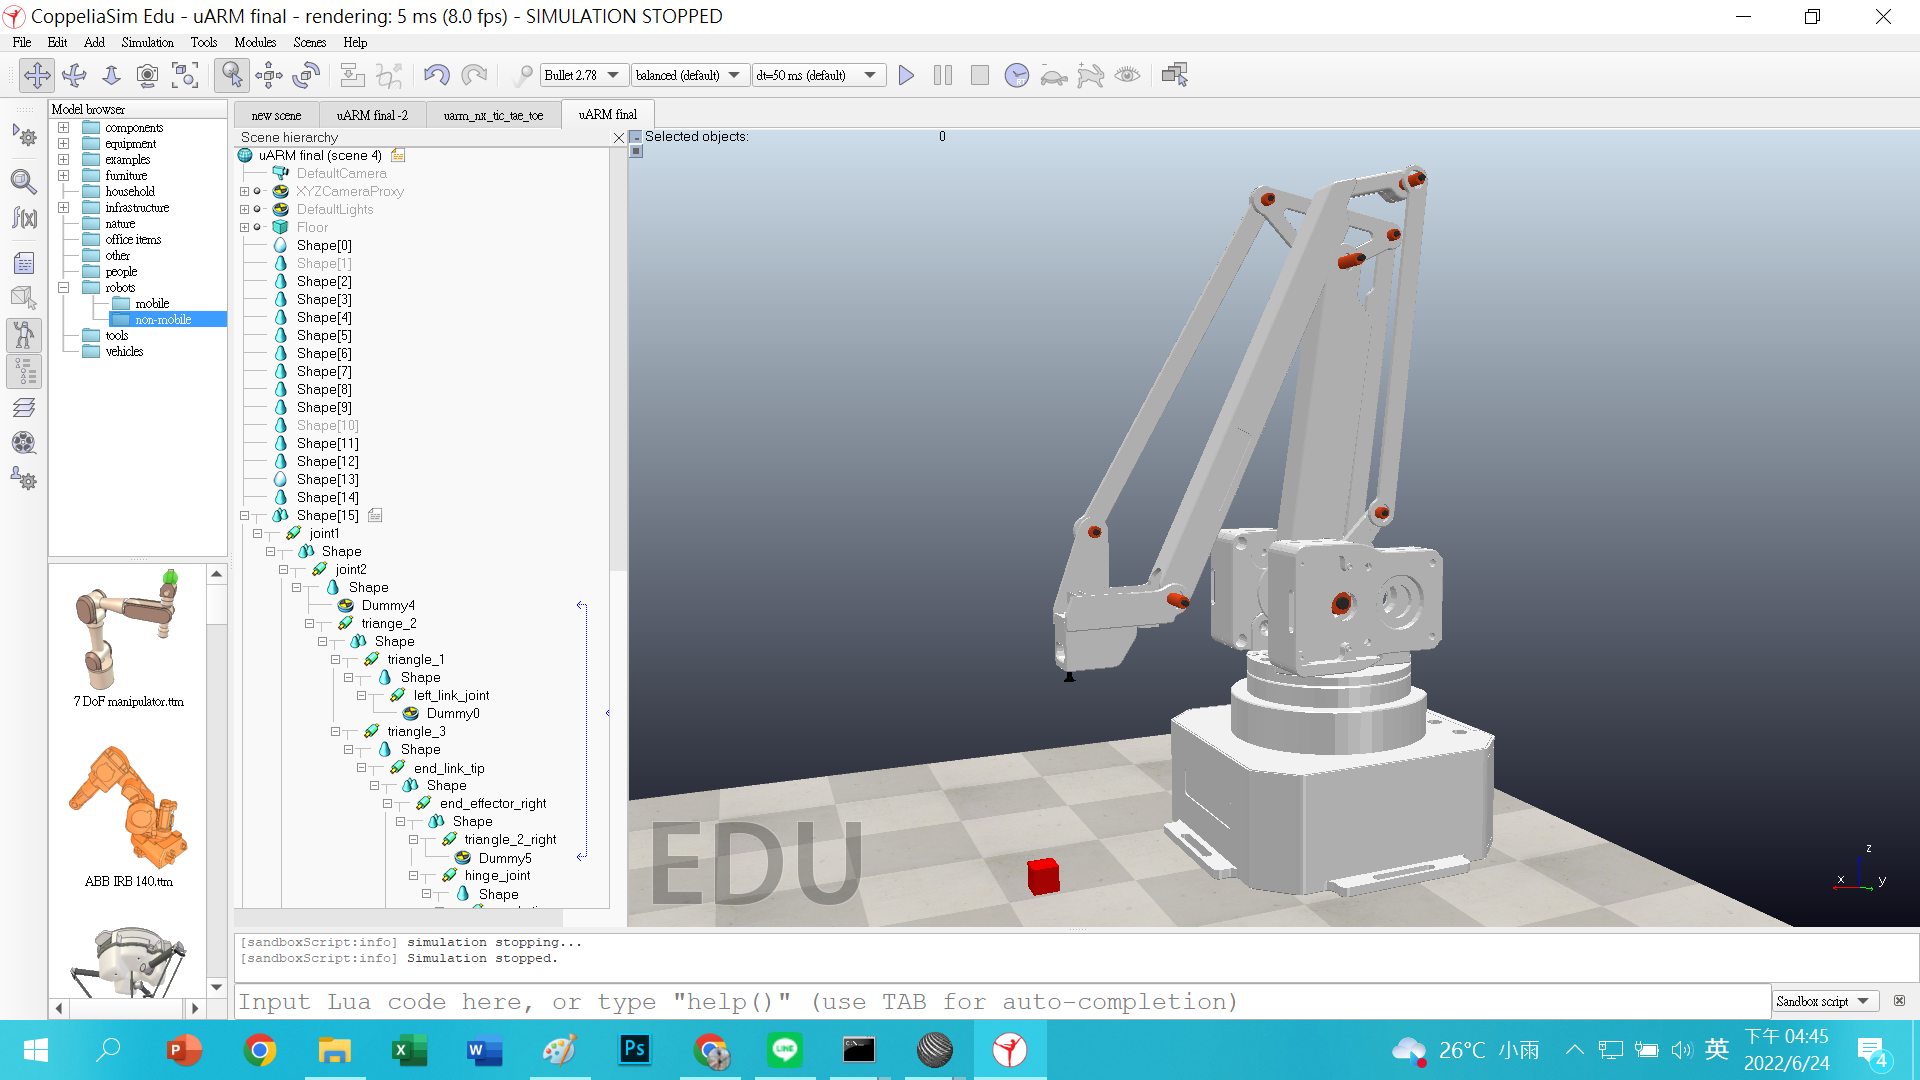 CoppeliaSim Edu - uARM final - rendering: 5 ms (8.0 fps) - SIMULATION STOPPED
File Edit Add Simulation Tools Modules Scenes Help
Bullet 2.78 balanced (default) dt=50 ms (default)
Model browser
components
equipment
examples
furniture
household
infrastructure
nature
office items
other
people
robots
mobile
non-mobile
tools
vehicles
7 DoF manipulator.ttm
ABB IRB 140.ttm
new scene uARM final -2 uarm_nx_tic_tae_toe uARM final
Scene hierarchy
uARM final (scene 4)
DefaultCamera
XYZCameraProxy
DefaultLights
Floor
Shape[0]
Shape[1]
Shape[2]
Shape[3]
Shape[4]
Shape[5]
Shape[6]
Shape[7]
Shape[8]
Shape[9]
Shape[10]
Shape[11]
Shape[12]
Shape[13]
Shape[14]
Shape[15]
joint1
Shape
joint2
Shape
Dummy4
triange_2
Shape
triangle_1
Shape
left_link_joint
Dummy0
triangle_3
Shape
end_link_tip
Shape
end_effector_right
Shape
triangle_2_right
Dummy5
hinge_joint
Shape
Selected objects: 0
EDU
z
x
y
[sandboxScript:info] simulation stopping...
[sandboxScript:info] Simulation stopped.
Input Lua code here, or type "help()" (use TAB for auto-completion)
Sandbox script
26°C 小雨
英
下午 04:45
2022/6/24
4